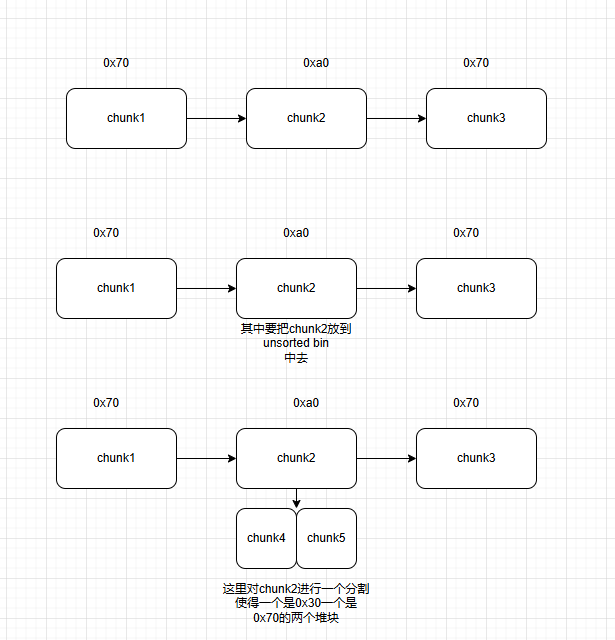 0x70
0xa0
0x70
chunk1
chunk2
chunk3
0x70
0xa0
0x70
chunk1
chunk2
chunk3
其中要把chunk2放到
unsorted bin
中去
0x70
0xa0
0x70
chunk1
chunk2
chunk3
chunk4
chunk5
这里对chunk2进行一个分割
使得一个是0x30一个是
0x70的两个堆块